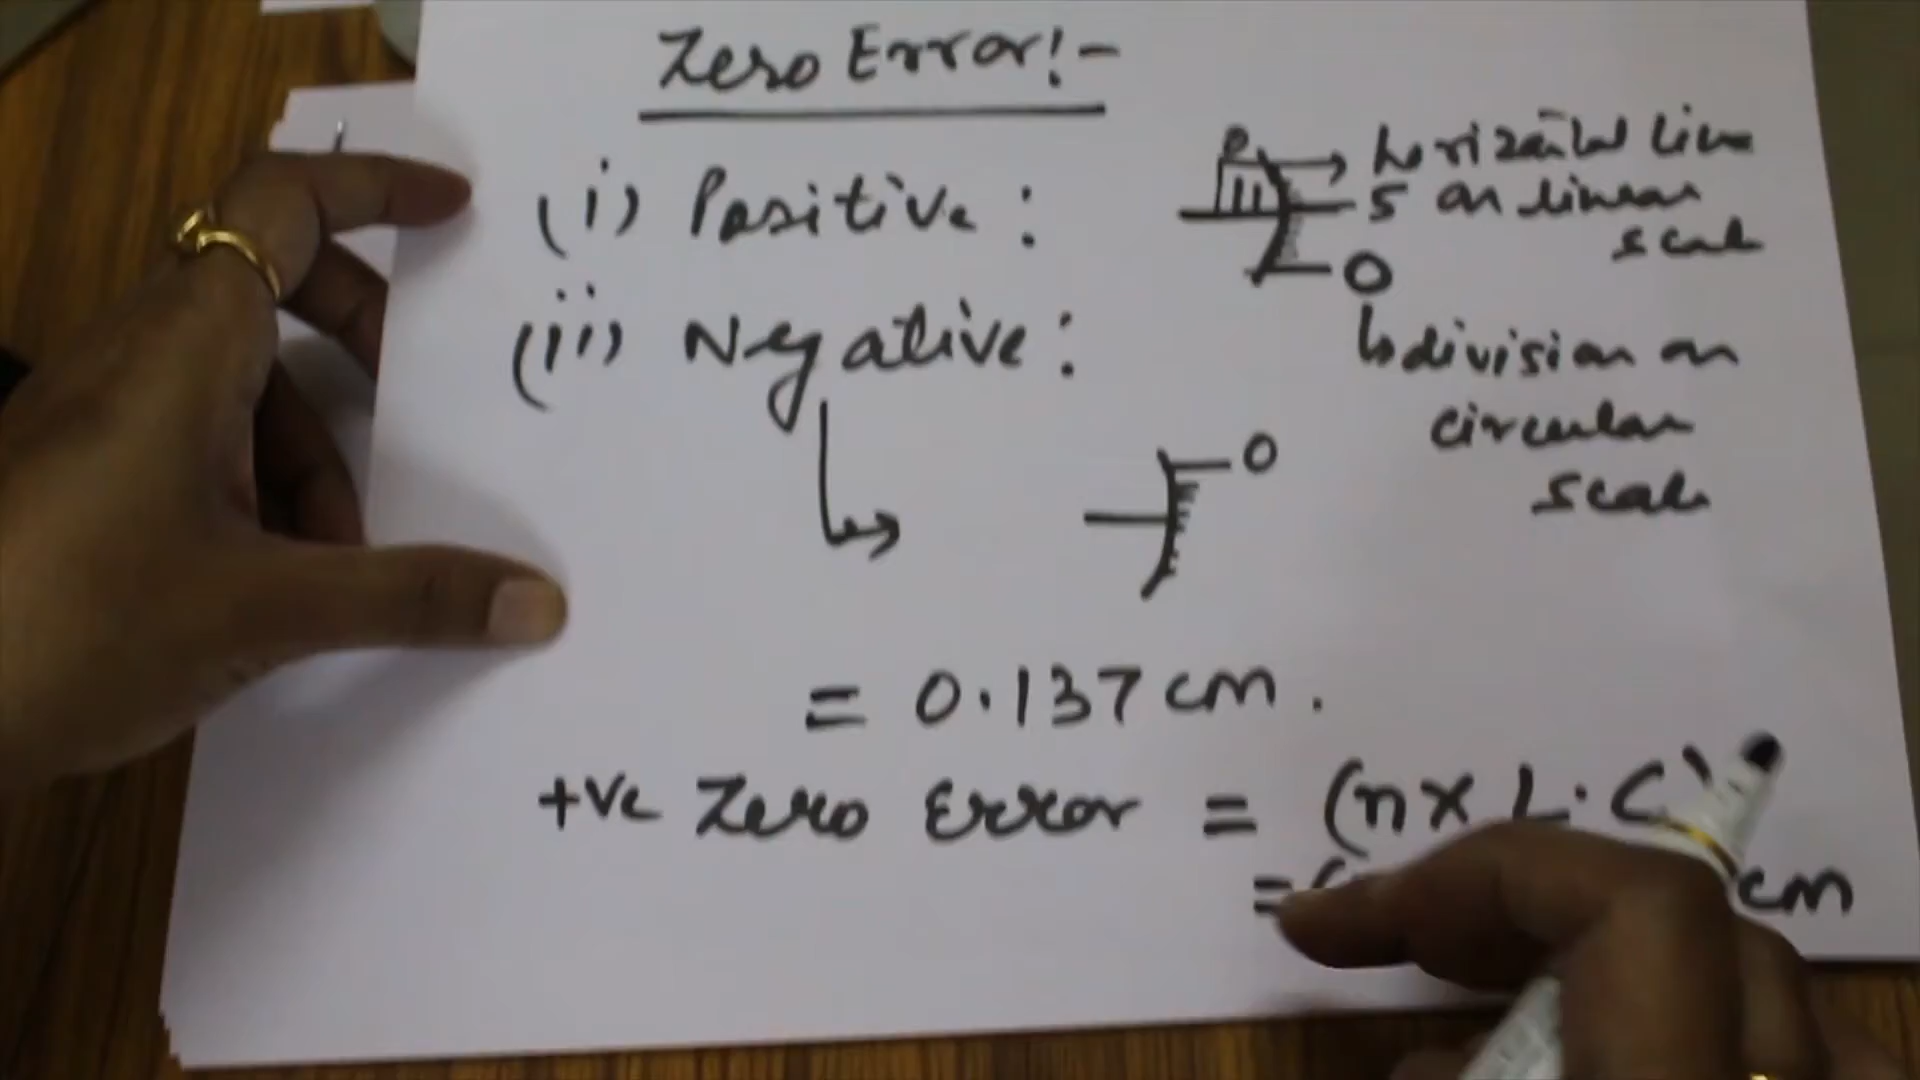 Zero Error:-
(i) Positive :
0
horizontal line
5 on linear
scale
0
(ii) Negative :
division on
circular
scale
0
= 0.137 cm.
+ve Zero Error = (n x L.C)
= cm